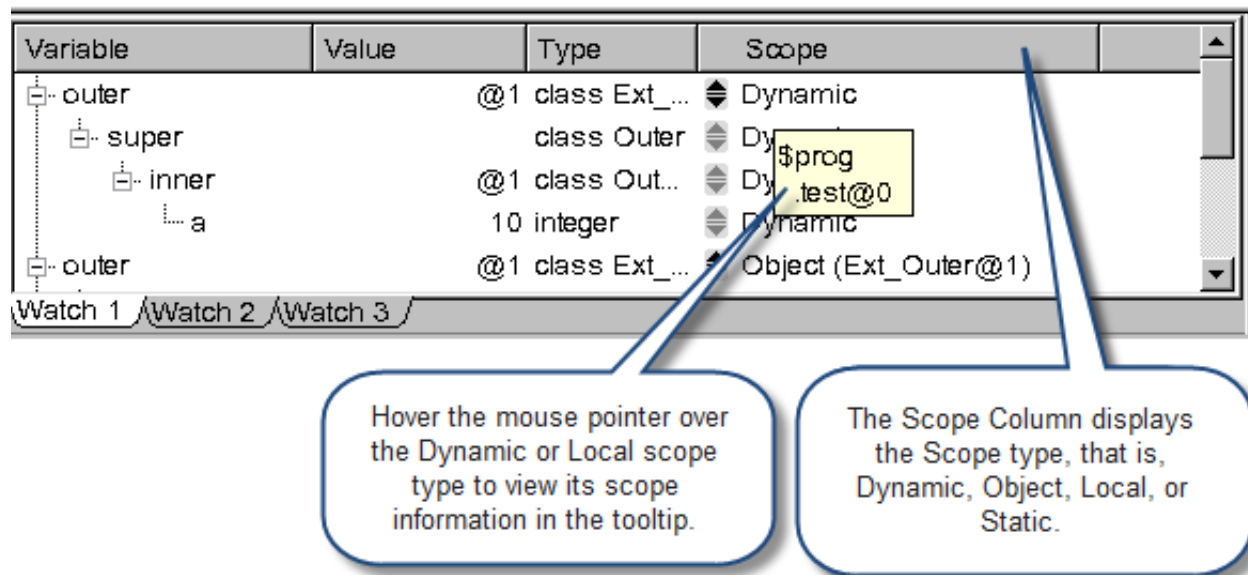 Variable Value Type Scope
outer @1 class Ext_... Dynamic
super class Outer Dy
$prog
inner @1 class Out... Dy
.test@0
a 10 integer Dynamic
outer @1 class Ext_... Object (Ext_Outer@1)
Watch 1 Watch 2 Watch 3
Hover the mouse pointer over
the Dynamic or Local scope
type to view its scope
information in the tooltip.
The Scope Column displays
the Scope type, that is,
Dynamic, Object, Local, or
Static.